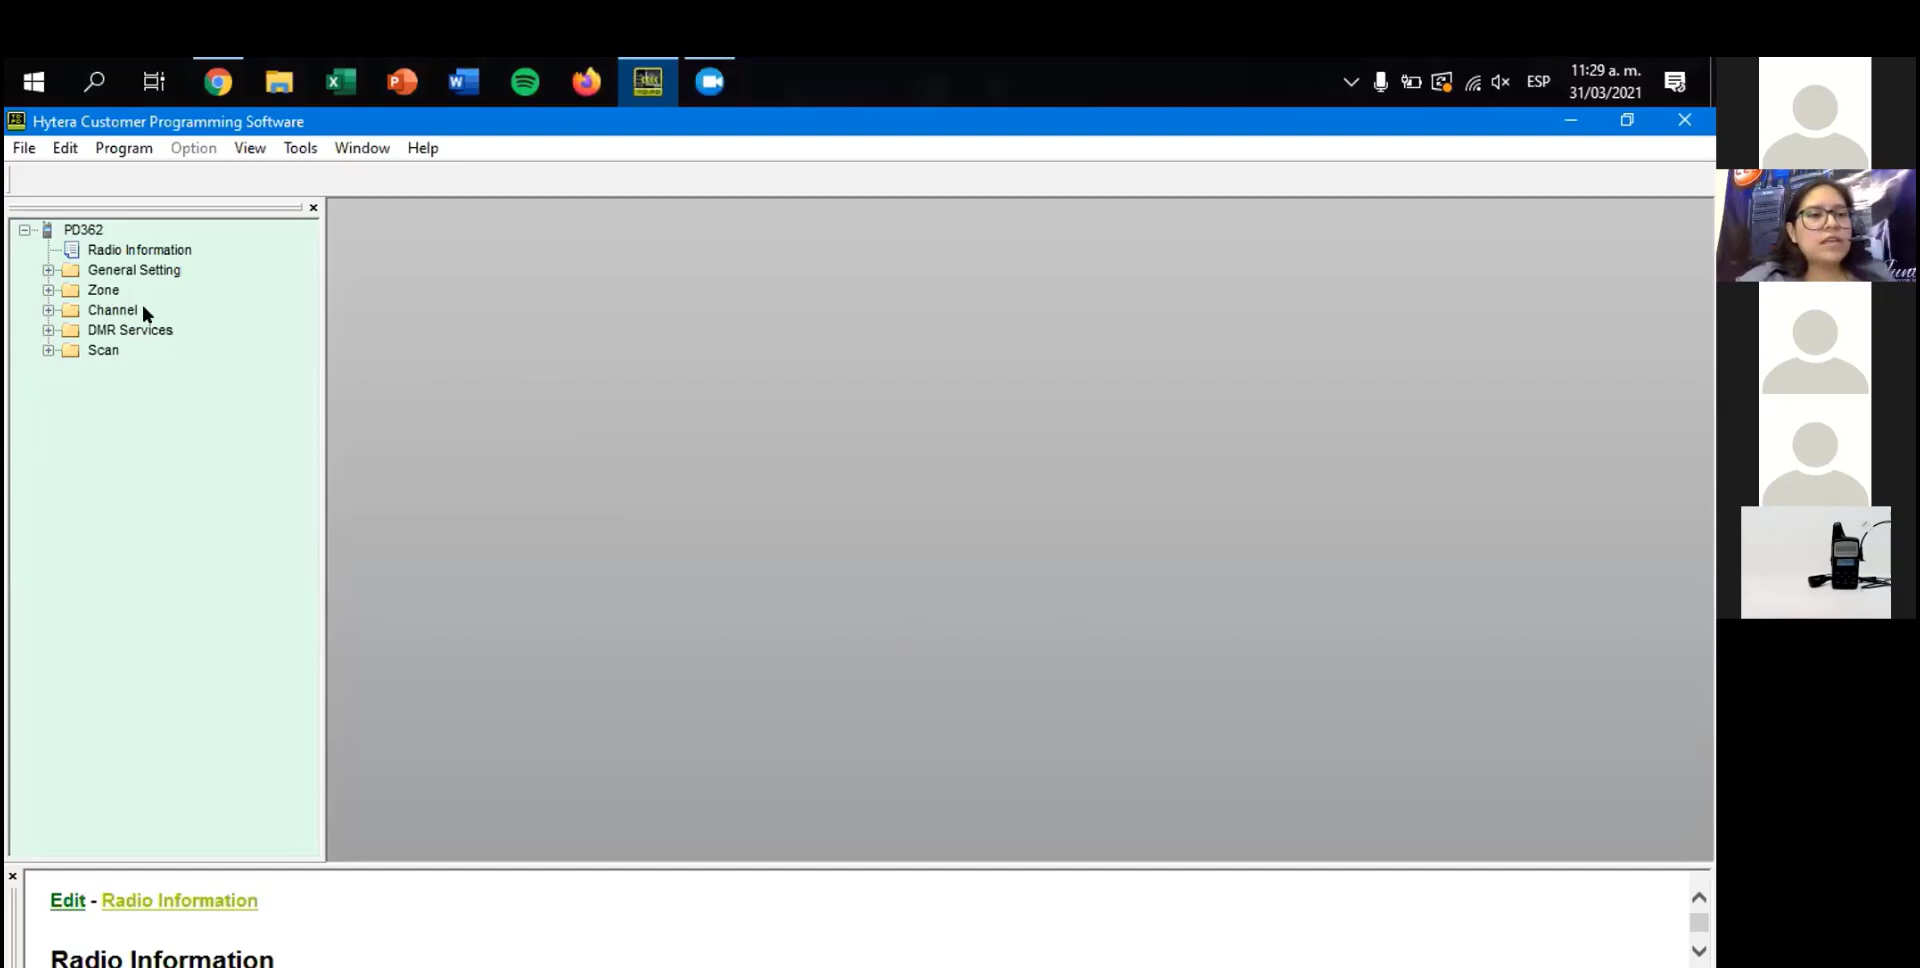 11:29 a. m.
ESP
31/03/2021
Hytera Customer Programming Software
File Edit Program Option View Tools Window Help
PD362
Radio Information
General Setting
Zone
Channel
DMR Services
Scan
Edit - Radio Information
Radio Information